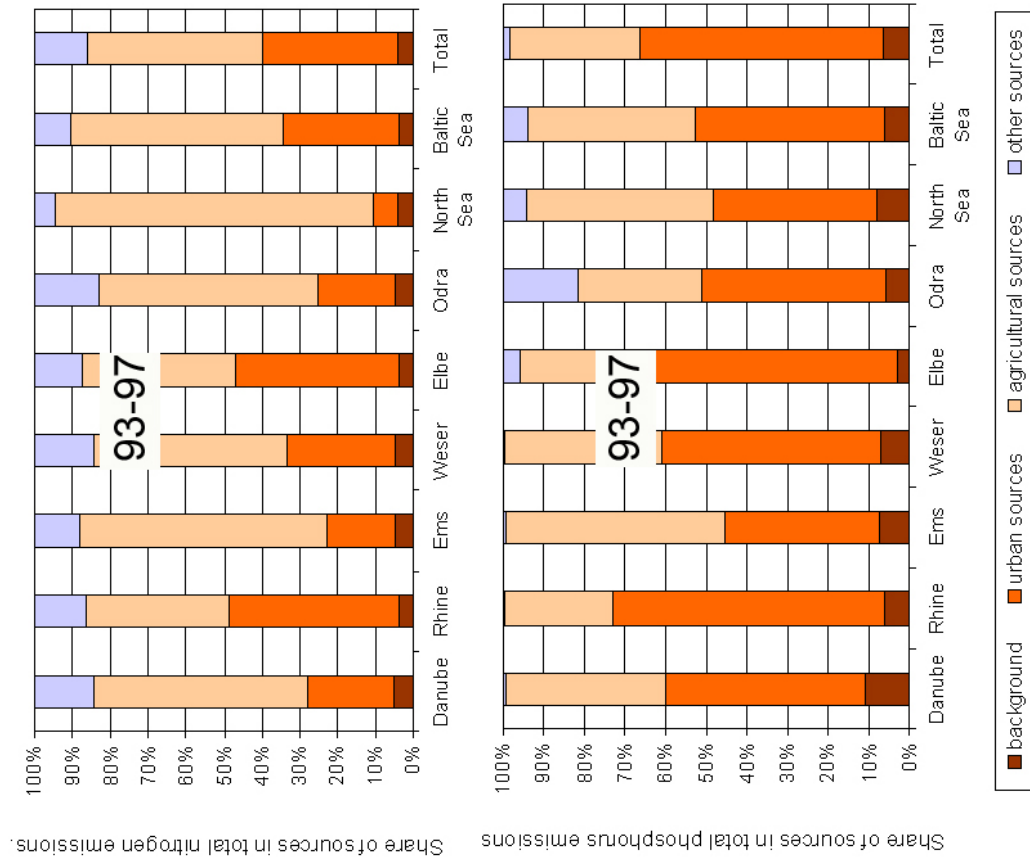 Share of sources in total nitrogen emissions.
100%
90%
80%
70%
60%
50%
40%
30%
20%
10%
0%
93-97
Danube
Rhine
Ems
Weser
Elbe
Odra
North
Sea
Baltic
Sea
Total
Share of sources in total phosphorus emissions
100%
90%
80%
70%
60%
50%
40%
30%
20%
10%
0%
93-97
Danube
Rhine
Ems
Weser
Elbe
Odra
North
Sea
Baltic
Sea
Total
background
urban sources
agricultural sources
other sources